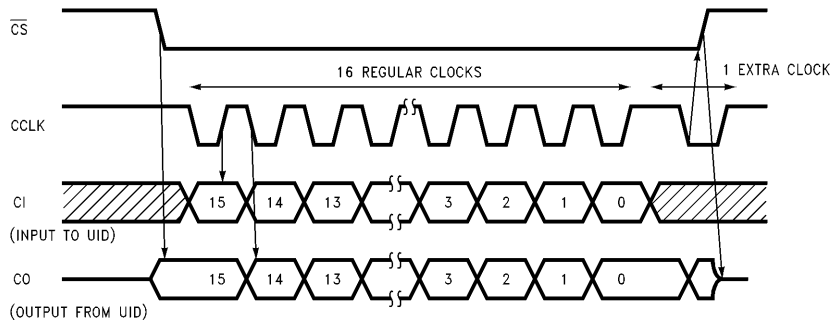 CS
16 REGULAR CLOCKS
1 EXTRA CLOCK
CCLK
CI
15 14 13 3 2 1 0
(INPUT TO UID)
CO
15 14 13 3 2 1 0
(OUTPUT FROM UID)